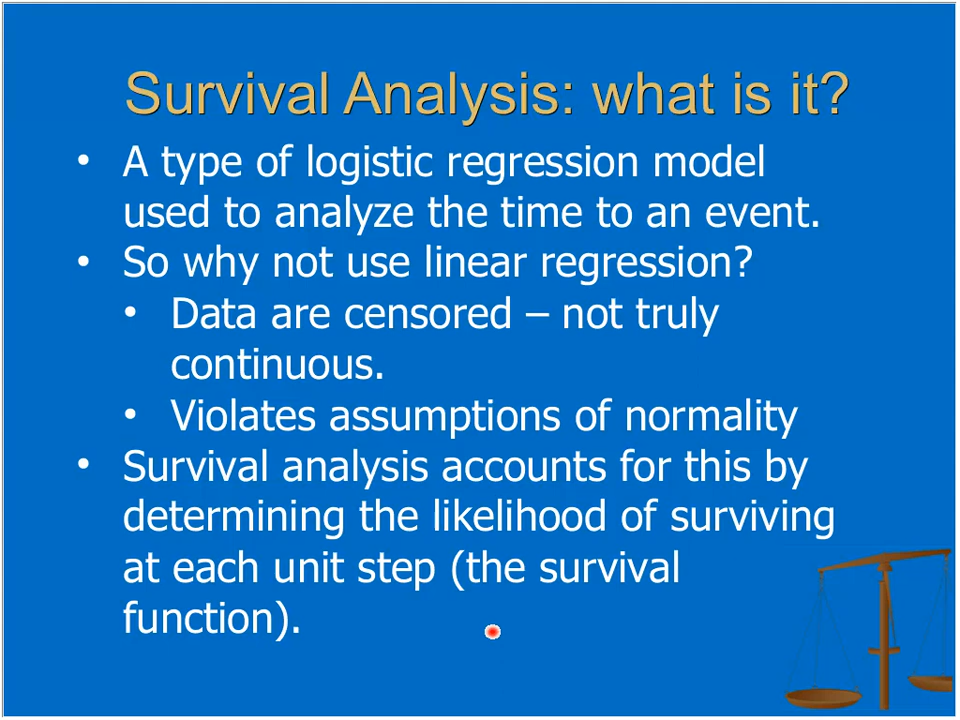 Survival Analysis: what is it?
• A type of logistic regression model
used to analyze the time to an event.
• So why not use linear regression?
• Data are censored – not truly
continuous.
• Violates assumptions of normality
• Survival analysis accounts for this by
determining the likelihood of surviving
at each unit step (the survival
function).